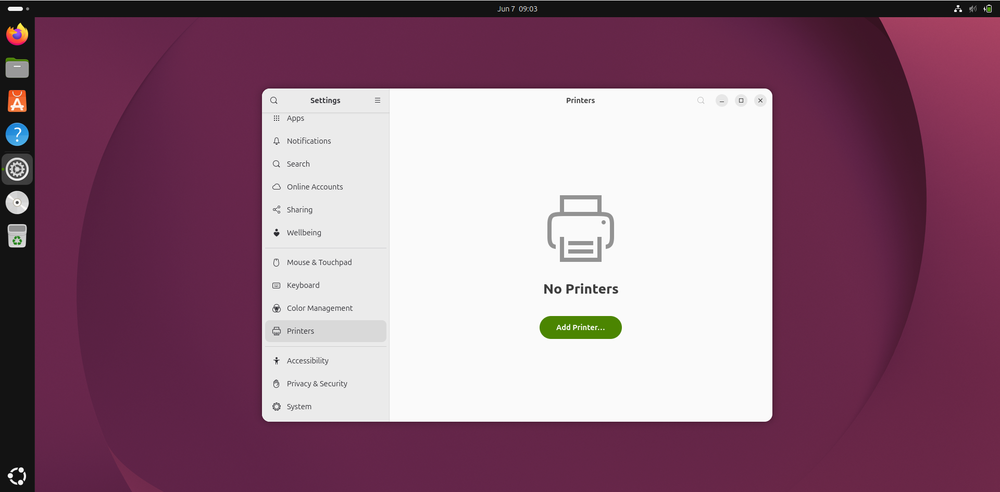 Jun 7 09:03
Settings
Printers
Apps
Notifications
Search
Online Accounts
Sharing
Wellbeing
Mouse & Touchpad
Keyboard
Color Management
Printers
Accessibility
Privacy & Security
System
No Printers
Add Printer...